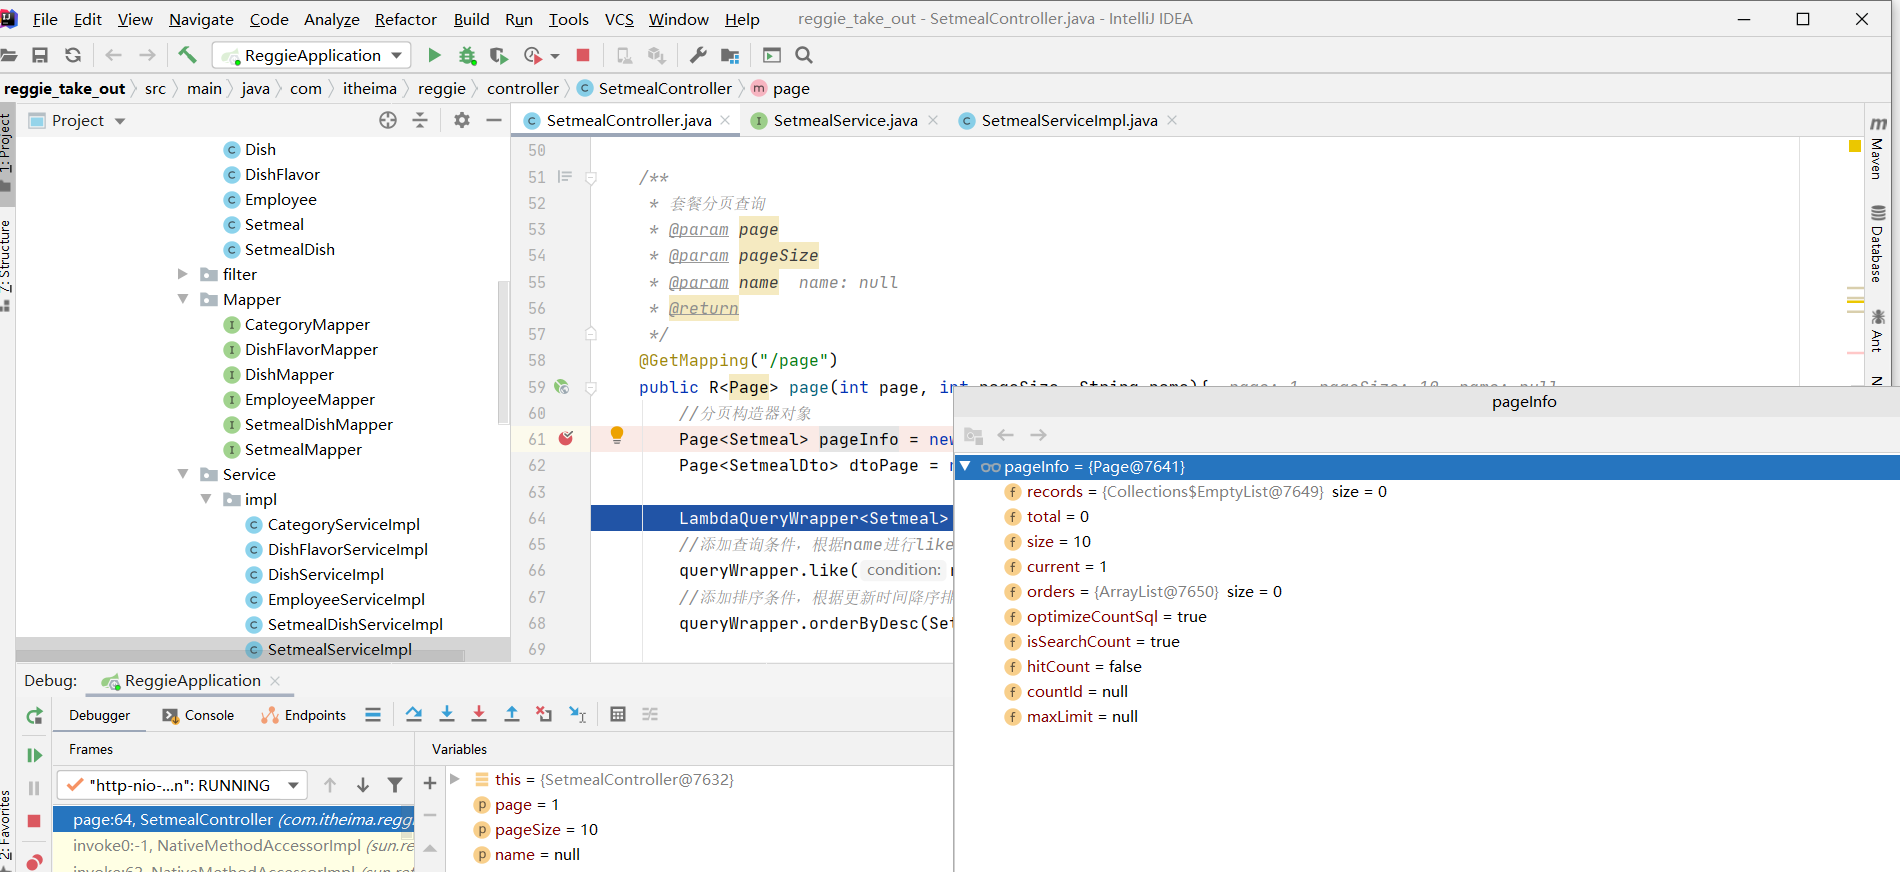 File Edit View Navigate Code Analyze Refactor Build Run Tools VCS Window Help reggie_take_out - SetmealController.java - IntelliJ IDEA
ReggieApplication
reggie_take_out src main java com itheima reggie controller SetmealController page
1: Project
Z: Structure
2: Favorites
Project
Dish
DishFlavor
Employee
Setmeal
SetmealDish
filter
Mapper
CategoryMapper
DishFlavorMapper
DishMapper
EmployeeMapper
SetmealDishMapper
SetmealMapper
Service
impl
CategoryServiceImpl
DishFlavorServiceImpl
DishServiceImpl
EmployeeServiceImpl
SetmealDishServiceImpl
SetmealServiceImpl
SetmealController.java SetmealService.java SetmealServiceImpl.java
50
51 /**
52 * 套餐分页查询
53 * @param page
54 * @param pageSize
55 * @param name name: null
56 * @return
57 */
58 @GetMapping("/page")
59 public R<Page> page(int page, int pageSize, String name){ page: 1 pageSize: 10 name: null
60 //分页构造器对象
61 Page<Setmeal> pageInfo = new
62 Page<SetmealDto> dtoPage =
63
64 LambdaQueryWrapper<Setmeal>
65 //添加查询条件，根据name进行like
66 queryWrapper.like( condition:
67 //添加排序条件，根据更新时间降序排
68 queryWrapper.orderByDesc(Set
69
Maven
Database
Ant
pageInfo
pageInfo = {Page@7641}
records = {Collections$EmptyList@7649} size = 0
total = 0
size = 10
current = 1
orders = {ArrayList@7650} size = 0
optimizeCountSql = true
isSearchCount = true
hitCount = false
countId = null
maxLimit = null
Debug: ReggieApplication
Debugger Console Endpoints
Frames
"http-nio-...n": RUNNING
page:64, SetmealController (com.itheima.reggi
invoke0:-1, NativeMethodAccessorImpl (sun.re
invoke:62, NativeMethodAccessorImpl (sun.ref
Variables
this = {SetmealController@7632}
page = 1
pageSize = 10
name = null